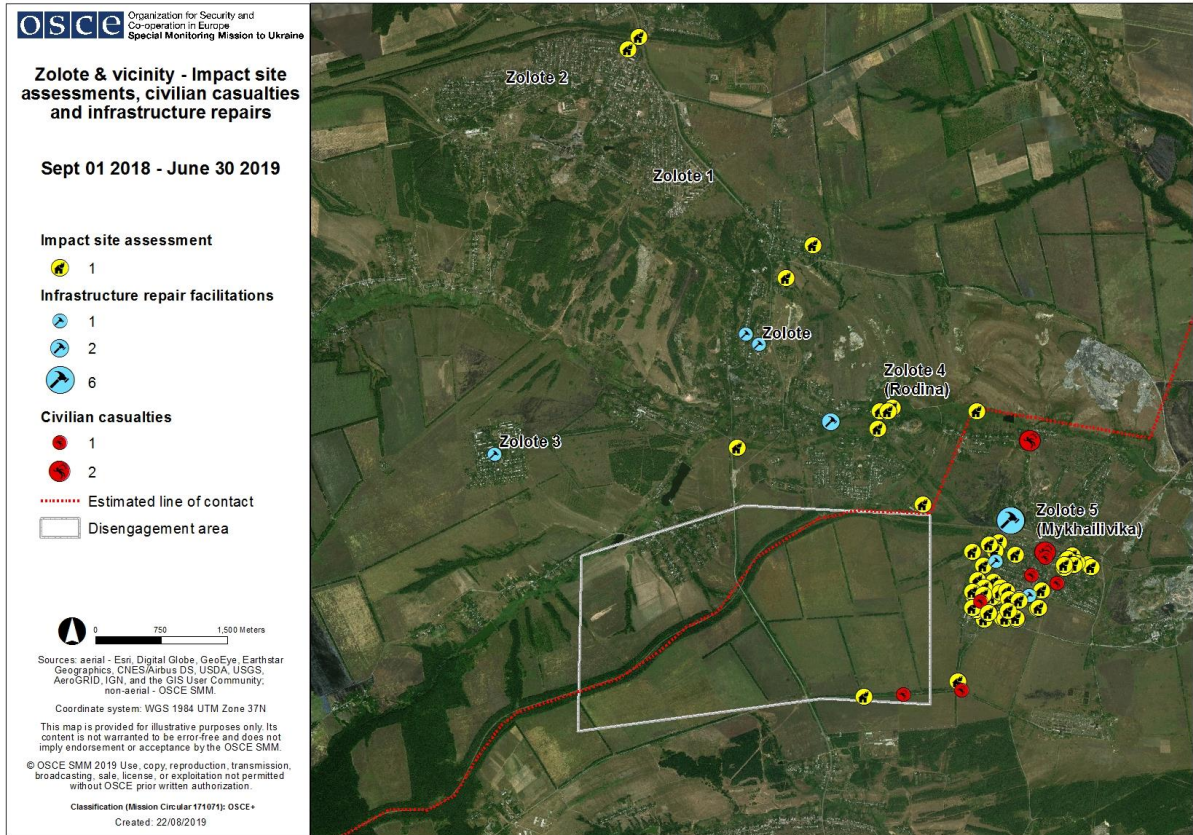 osce
Organization for Security and
Co-operation in Europe
Special Monitoring Mission to Ukraine
Zolote & vicinity - Impact site
assessments, civilian casualties
and infrastructure repairs
Sept 01 2018 - June 30 2019
Impact site assessment
1
Infrastructure repair facilitations
1
2
6
Civilian casualties
1
2
Estimated line of contact
Disengagement area
0 750 1,500 Meters
Sources: aerial - Esri, Digital Globe, GeoEye, Earthstar
Geographics, CNES/Airbus DS, USDA, USGS,
AeroGRID, IGN, and the GIS User Community;
non-aerial - OSCE SMM.
Coordinate system: WGS 1984 UTM Zone 37N
This map is provided for illustrative purposes only. Its
content is not warranted to be error-free and does not
imply endorsement or acceptance by the OSCE SMM.
© OSCE SMM 2019 Use, copy, reproduction, transmission,
broadcasting, sale, license, or exploitation not permitted
without OSCE prior written authorization.
Classification (Mission Circular 171071): OSCE+
Created: 22/08/2019
Zolote 2
Zolote 1
Zolote
Zolote 4
(Rodina)
Zolote 3
Zolote 5
(Mykhailivika)